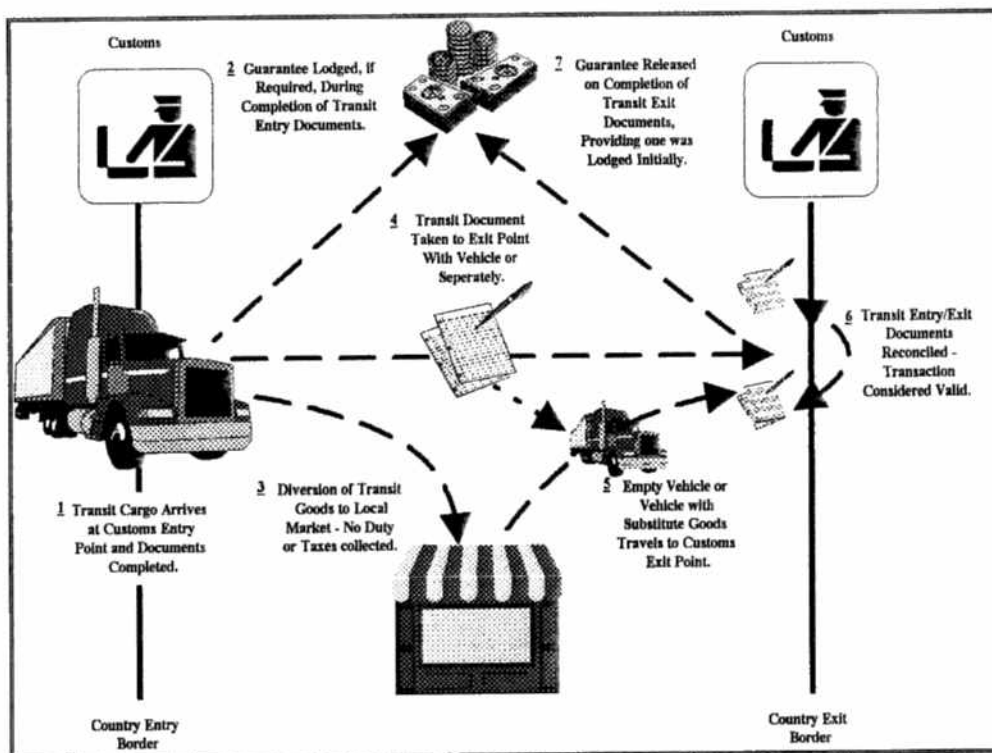 Customs
Customs
2 Guarantee Lodged, if
Required, During
Completion of Transit
Entry Documents.
7 Guarantee Released
on Completion of
Transit Exit
Documents,
Providing one was
Lodged Initially.
4 Transit Document
Taken to Exit Point
With Vehicle or
Seperately.
6 Transit Entry/Exit
Documents
Reconciled -
Transaction
Considered Valid.
1 Transit Cargo Arrives
at Customs Entry
Point and Documents
Completed.
3 Diversion of Transit
Goods to Local
Market - No Duty
or Taxes collected.
5 Empty Vehicle or
Vehicle with
Substitute Goods
Travels to Customs
Exit Point.
Country Entry
Border
Country Exit
Border